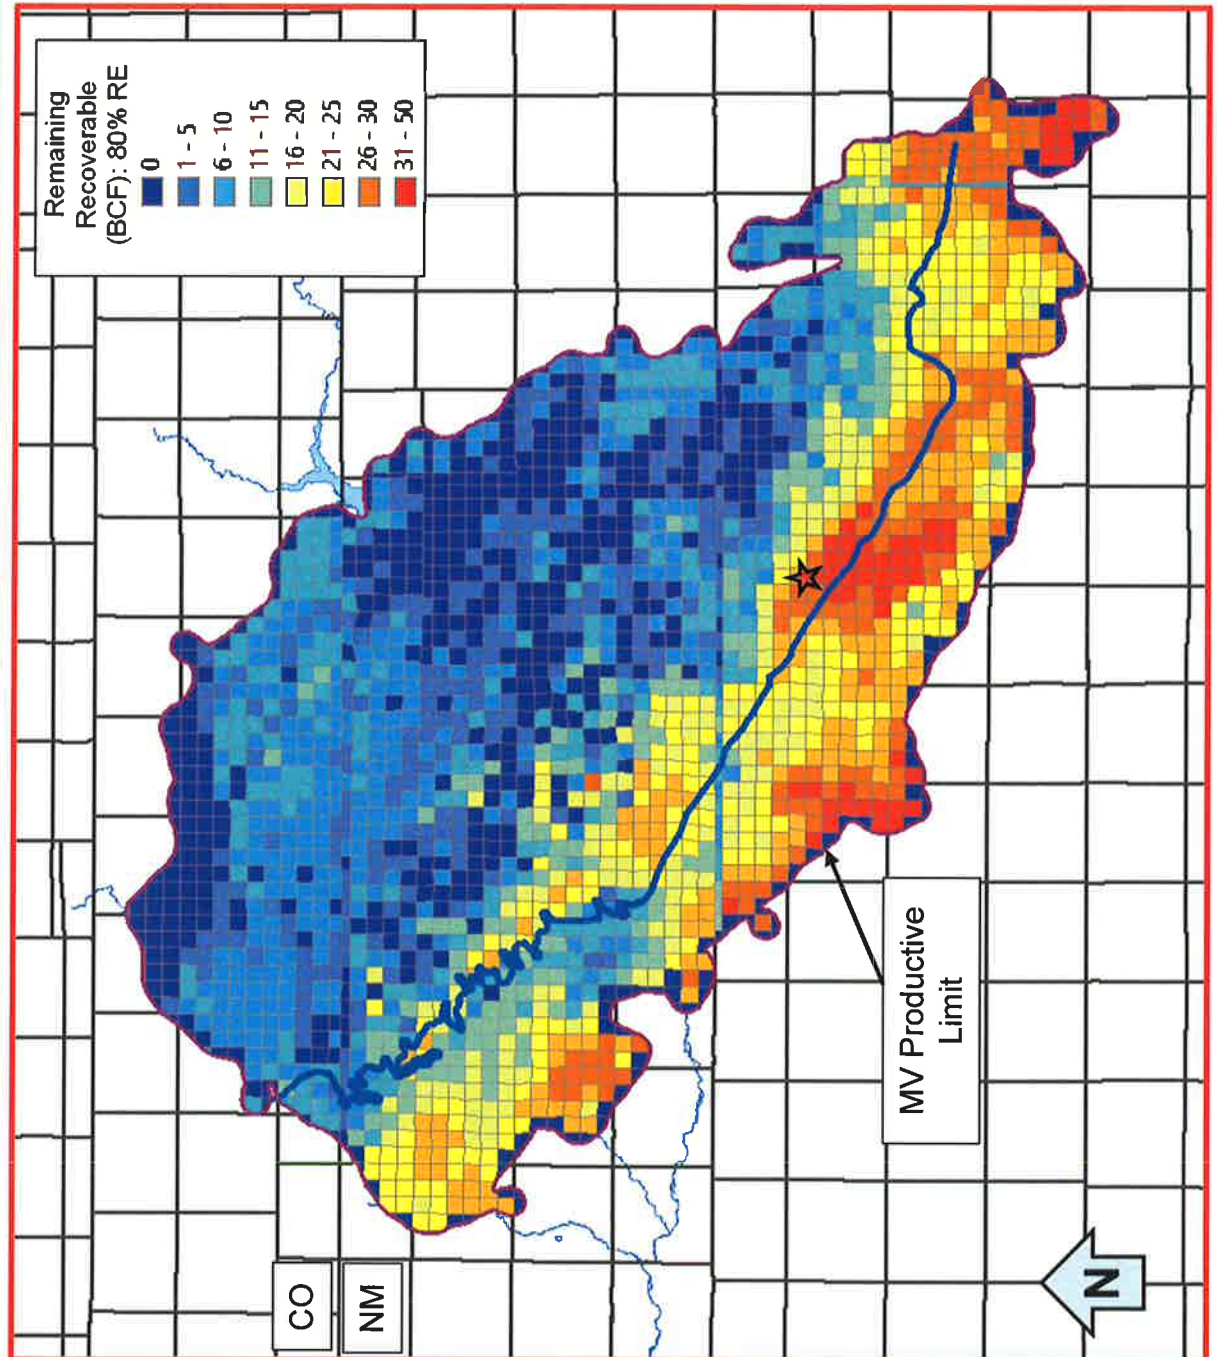 Remaining
Recoverable
(BCF): 80% RE
0
1 - 5
6 - 10
11 - 15
16 - 20
21 - 25
26 - 30
31 - 50
CO
NM
MV Productive
Limit
N